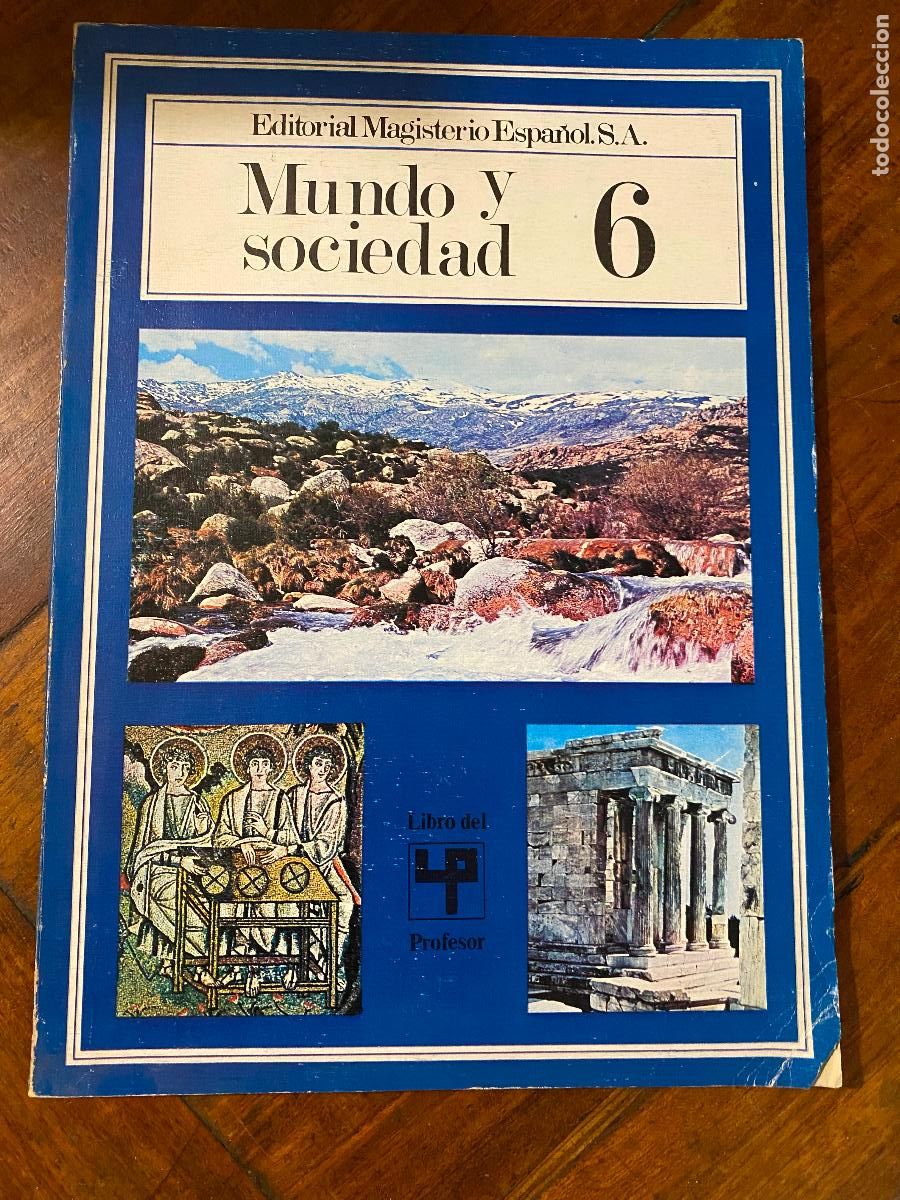 Editorial Magisterio Español. S.A.
Mundo y
sociedad
6
Libro del
Profesor
todocoleccion